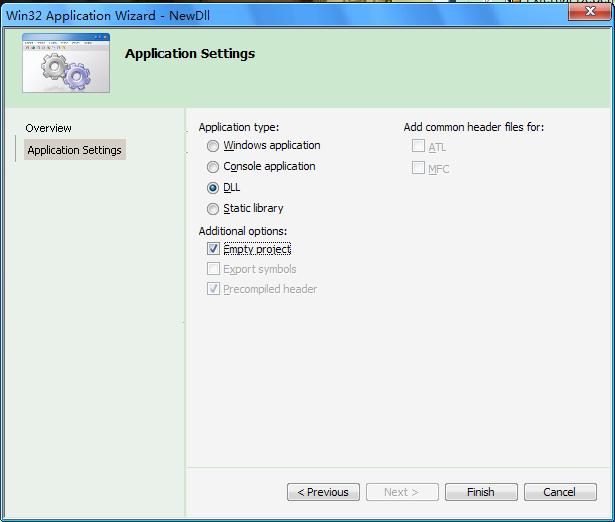 Win32 Application Wizard - NewDll
Application Settings
Overview
Application Settings
Application type:
Windows application
Console application
DLL
Static library
Additional options:
Empty project
Export symbols
Precompiled header
Add common header files for:
ATL
MFC
< Previous
Next >
Finish
Cancel